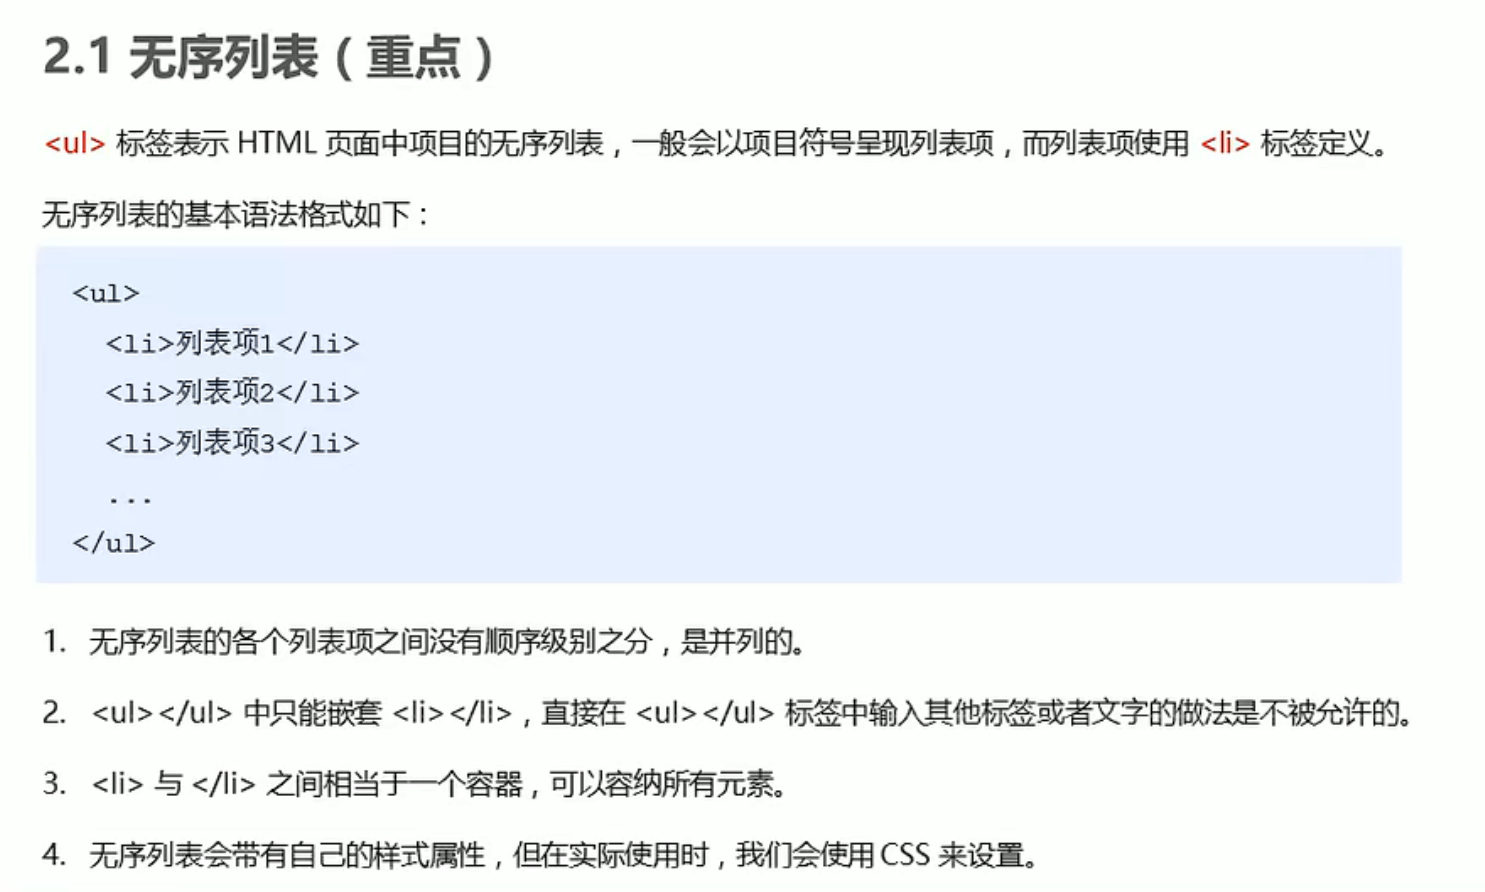 2.1 无序列表（重点）
<ul> 标签表示 HTML 页面中项目的无序列表，一般会以项目符号呈现列表项，而列表项使用 <li> 标签定义。
无序列表的基本语法格式如下：
<ul>
<li>列表项1</li>
<li>列表项2</li>
<li>列表项3</li>
...
</ul>
1. 无序列表的各个列表项之间没有顺序级别之分，是并列的。
2. <ul></ul> 中只能嵌套 <li></li>，直接在 <ul></ul> 标签中输入其他标签或者文字的做法是不被允许的。
3. <li> 与 </li> 之间相当于一个容器，可以容纳所有元素。
4. 无序列表会带有自己的样式属性，但在实际使用时，我们会使用 CSS 来设置。